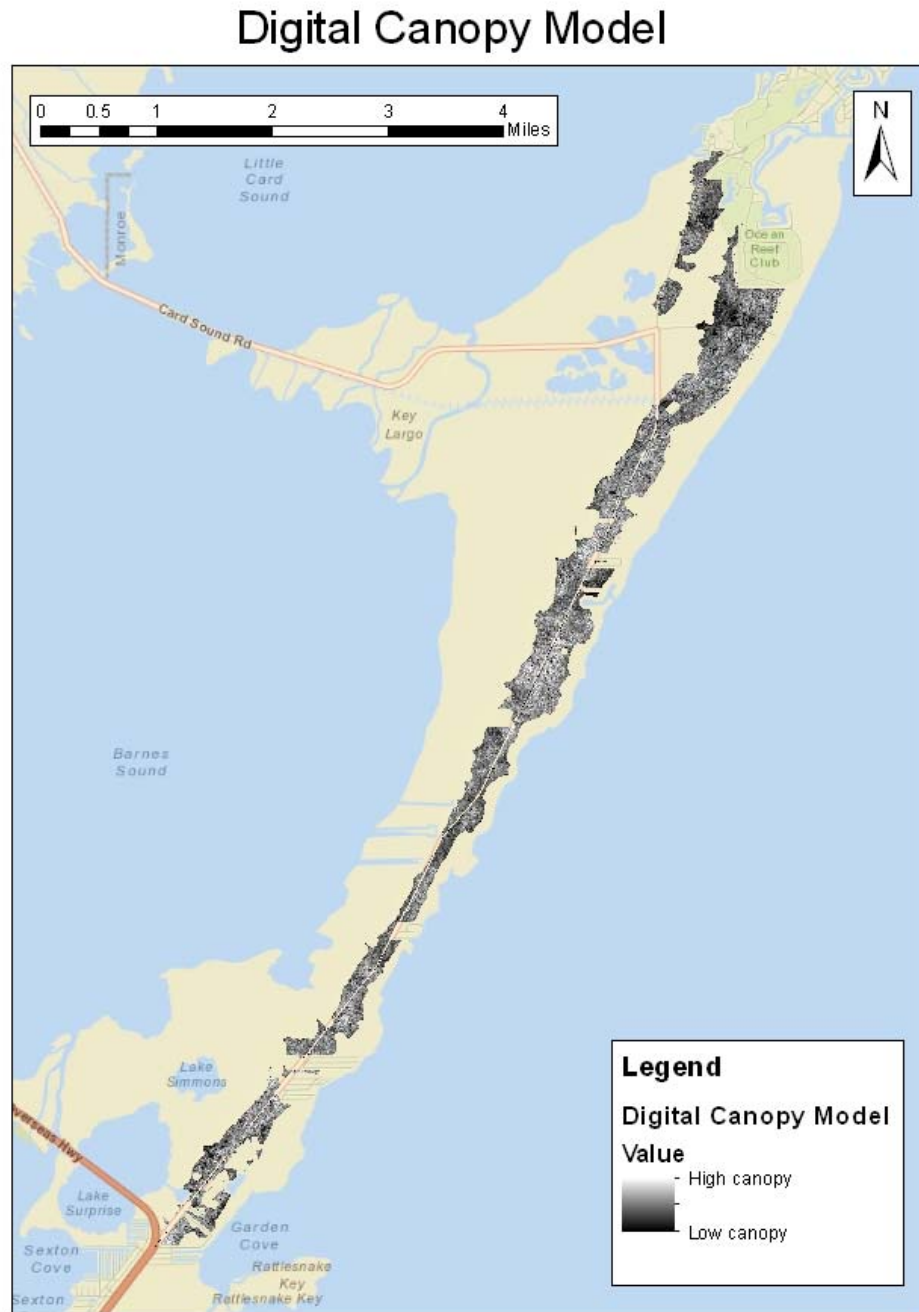 Digital Canopy Model
0 0.5 1 2 3 4
Miles
N
Little
Card
Sound
Monroe
Ocean
Reef
Club
Card Sound Rd
Key
Largo
Barnes
Sound
Lake
Simmons
Overseas Hwy
Lake
Surprise
Garden
Cove
Sexton
Cove
Rattlesnake
Key
Rattlesnake Key
Sexton
Legend
Digital Canopy Model
Value
High canopy
Low canopy